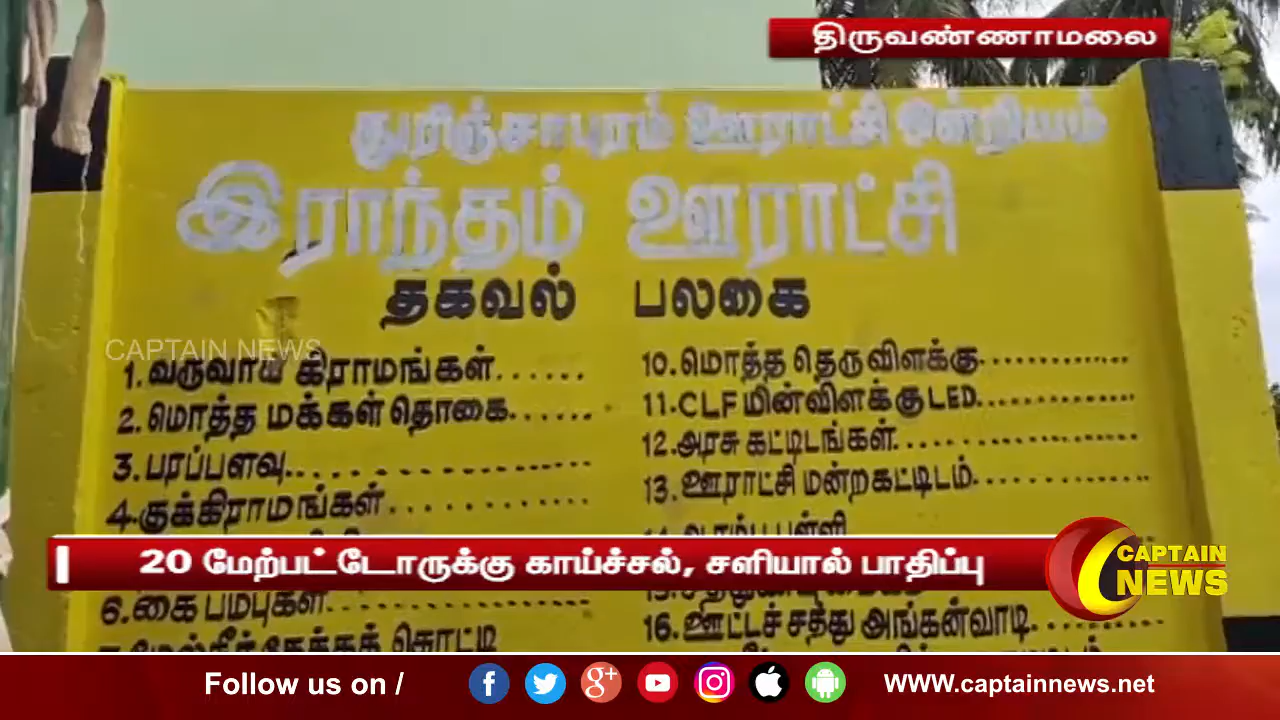 திருவண்ணாமலை
துரிஞ்சாபுரம் ஊராட்சி ஒன்றியம்
இராந்தம் ஊராட்சி
தகவல் பலகை
CAPTAIN NEWS
1. வருவாய் கிராமங்கள்......
2. மொத்த மக்கள் தொகை......
3. பரப்பளவு..................
4. குக்கிராமங்கள்............
6. கை பம்புகள்................
10. மொத்த தெருவிளக்கு............
11. CLF மின்விளக்கு LED............
12. அரசு கட்டிடங்கள்................
13. ஊராட்சி மன்ற கட்டிடம்............
16. ஊட்டச் சத்து அங்கன்வாடி..........
20 மேற்பட்டோருக்கு காய்ச்சல், சளியால் பாதிப்பு
CAPTAIN NEWS
Follow us on / WWW.captainnews.net